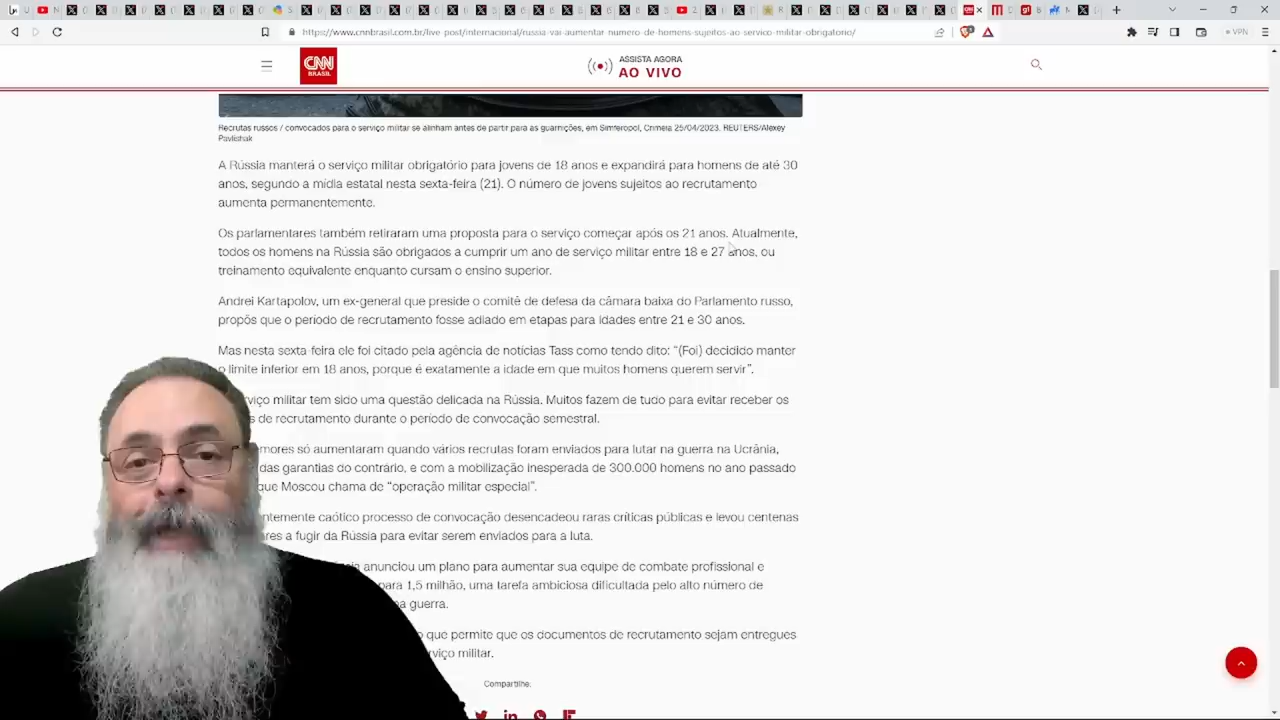 https://www.cnnbrasil.com.br/live-post/internacional/russia-vai-aumentar-numero-de-homens-sujeitos-ao-servico-militar-obrigatorio/
VPN
CNN
BRASIL
ASSISTA AGORA
AO VIVO
Recrutas russos / convocados para o serviço militar se alinham antes de partir para as guarnições, em Simferopol, Crimeia 25/04/2023. REUTERS/Alexey
Pavlishak
A Rússia manterá o serviço militar obrigatório para jovens de 18 anos e expandirá para homens de até 30
anos, segundo a mídia estatal nesta sexta-feira (21). O número de jovens sujeitos ao recrutamento
aumenta permanentemente.
Os parlamentares também retiraram uma proposta para o serviço começar após os 21 anos. Atualmente,
todos os homens na Rússia são obrigados a cumprir um ano de serviço militar entre 18 e 27 anos, ou
treinamento equivalente enquanto cursam o ensino superior.
Andrei Kartapolov, um ex-general que preside o comitê de defesa da câmara baixa do Parlamento russo,
propôs que o período de recrutamento fosse adiado em etapas para idades entre 21 e 30 anos.
Mas nesta sexta-feira ele foi citado pela agência de notícias Tass como tendo dito: “(Foi) decidido manter
o limite inferior em 18 anos, porque é exatamente a idade em que muitos homens querem servir”.
viço militar tem sido uma questão delicada na Rússia. Muitos fazem de tudo para evitar receber os
s de recrutamento durante o período de convocação semestral.
emores só aumentaram quando vários recrutas foram enviados para lutar na guerra na Ucrânia,
das garantias do contrário, e com a mobilização inesperada de 300.000 homens no ano passado
que Moscou chama de “operação militar especial”.
ntemente caótico processo de convocação desencadeou raras críticas públicas e levou centenas
res a fugir da Rússia para evitar serem enviados para a luta.
anunciou um plano para aumentar sua equipe de combate profissional e
para 1,5 milhão, uma tarefa ambiciosa dificultada pelo alto número de
na guerra.
que permite que os documentos de recrutamento sejam entregues
rviço militar.
Compartilhe: